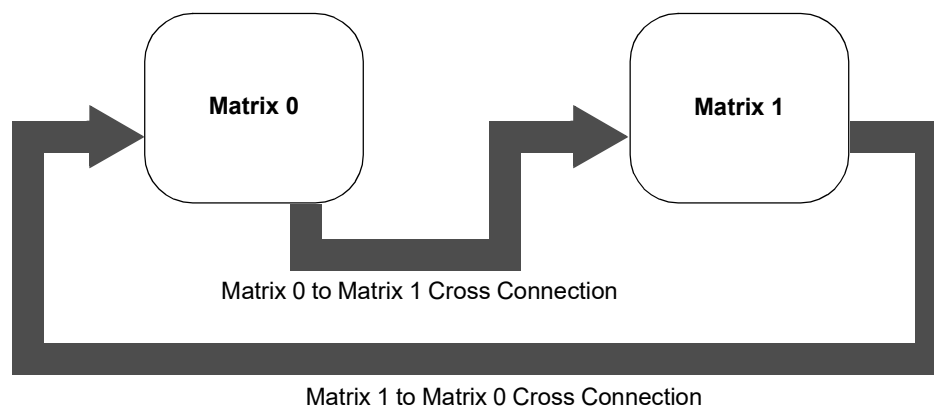 Matrix 0
Matrix 1
Matrix 0 to Matrix 1 Cross Connection
Matrix 1 to Matrix 0 Cross Connection